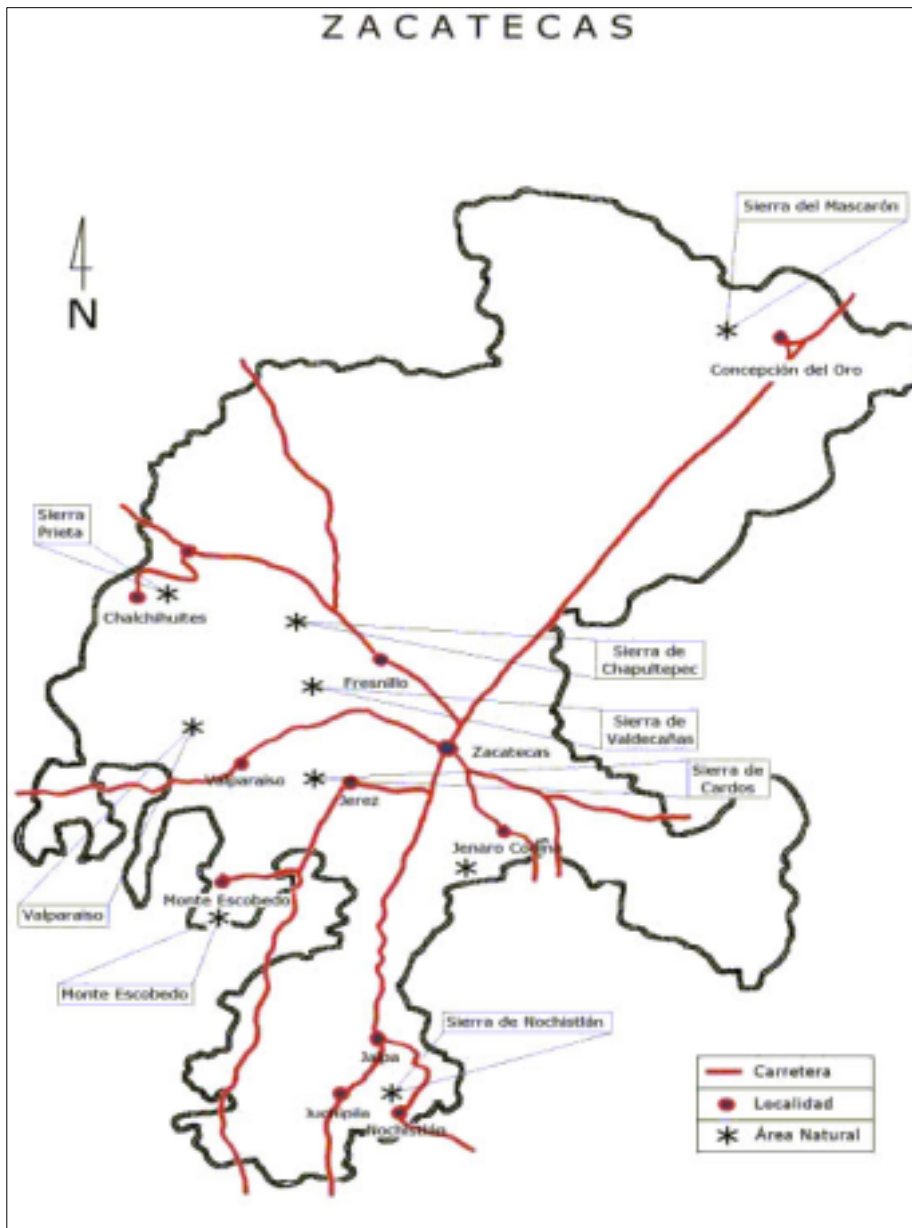 ZACATECAS
Sierra del Mascarón
N
Concepción del Oro
Sierra
Prieta
Chalchihuites
Sierra de
Chapultepec
Fresnillo
Sierra de
Valdecañas
Zacatecas
Valparaíso
Sierra de
Cardos
Jerez
Jenaro Codina
Monte Escobedo
Valparaíso
Monte Escobedo
Sierra de Nochistlán
Jalpa
Juchipila
Nochistlán
Carretera
Localidad
Área Natural